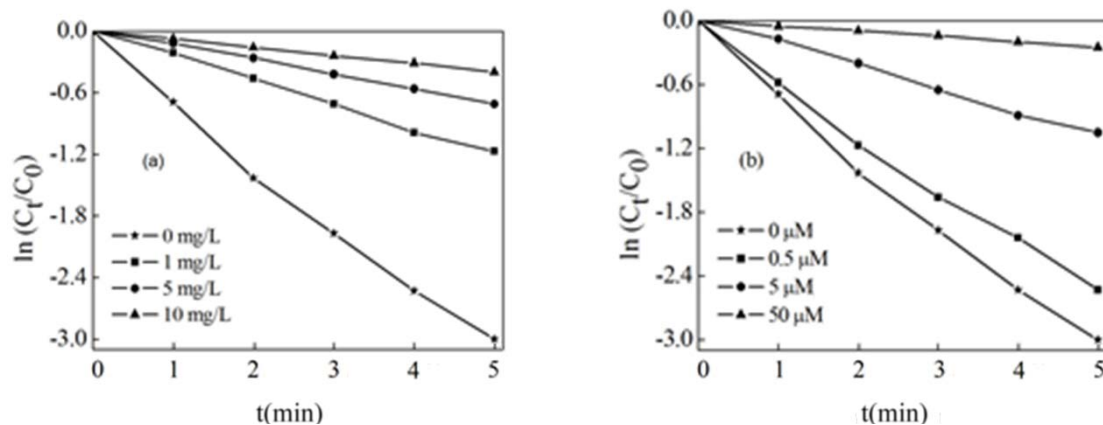 0.0
-0.6
-1.2
-1.8
-2.4
-3.0
ln (Ct/C0)
(a)
0 mg/L
1 mg/L
5 mg/L
10 mg/L
0 1 2 3 4 5
t(min)
0.0
-0.6
-1.2
-1.8
-2.4
-3.0
ln (Ct/C0)
(b)
0 μM
0.5 μM
5 μM
50 μM
0 1 2 3 4 5
t(min)